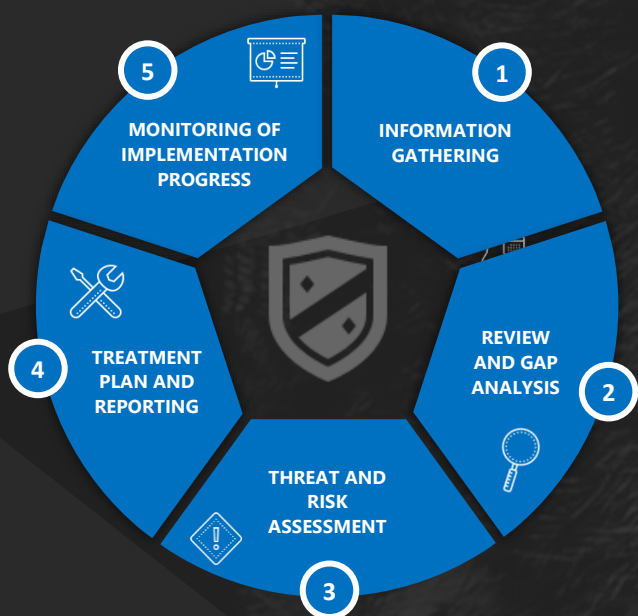 1
INFORMATION
GATHERING
2
REVIEW
AND GAP
ANALYSIS
3
THREAT AND
RISK
ASSESSMENT
4
TREATMENT
PLAN AND
REPORTING
5
MONITORING OF
IMPLEMENTATION
PROGRESS